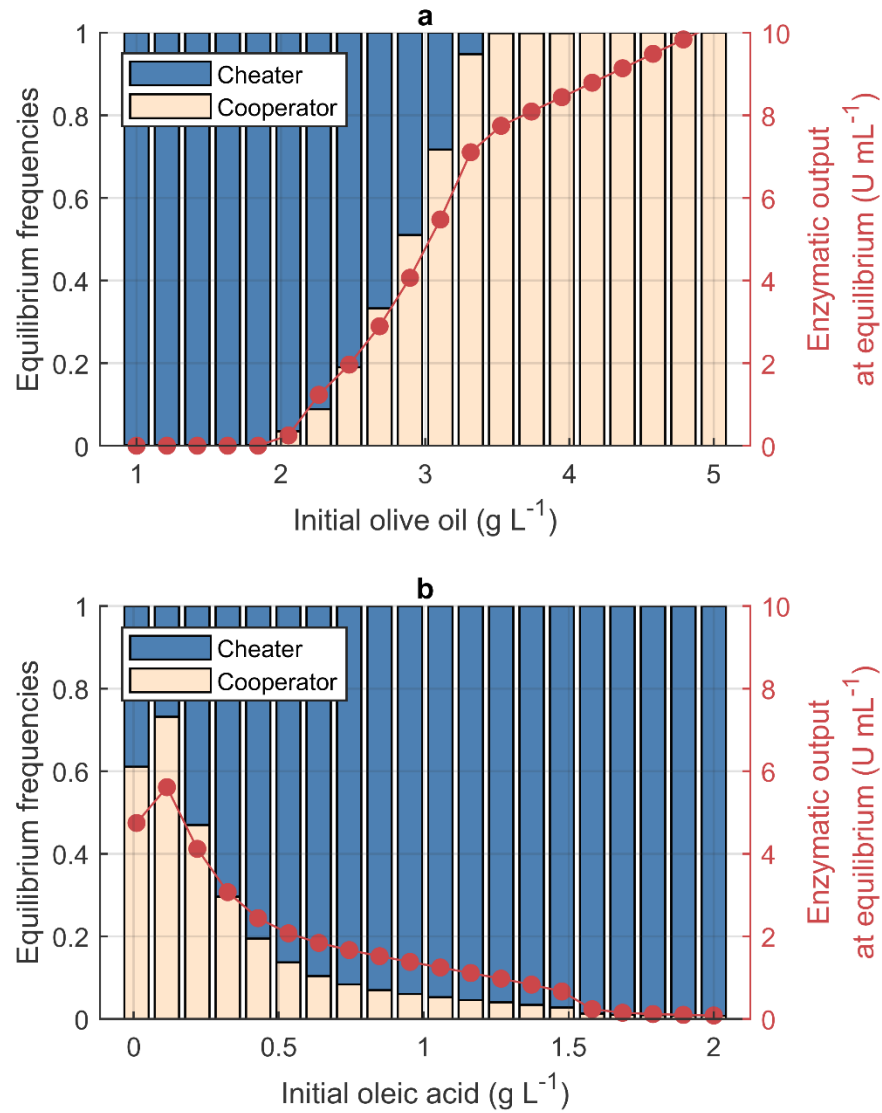 a
Equilibrium frequencies
1
0.8
0.6
0.4
0.2
0
Cheater
Cooperator
10
8
6
4
2
0
Enzymatic output
at equilibrium (U mL-1)
1
2
3
4
5
Initial olive oil (g L-1)
b
Equilibrium frequencies
1
0.8
0.6
0.4
0.2
0
Cheater
Cooperator
10
8
6
4
2
0
Enzymatic output
at equilibrium (U mL-1)
0
0.5
1
1.5
2
Initial oleic acid (g L-1)